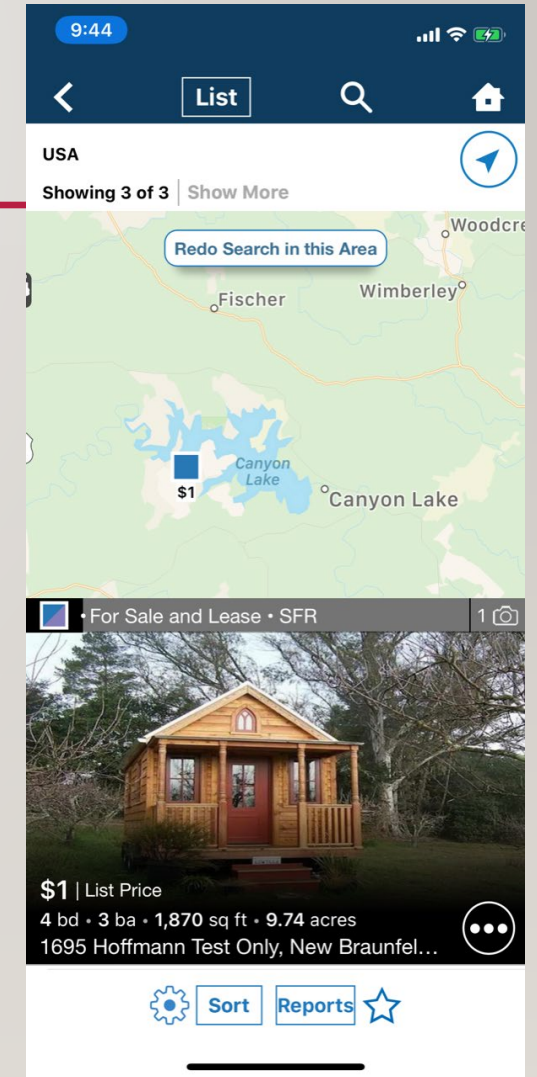 9:44
List
USA
Showing 3 of 3 | Show More
Redo Search in this Area
Woodcre
Fischer
Wimberley
Canyon
Lake
$1
Canyon Lake
• For Sale and Lease • SFR
1
$1 | List Price
4 bd • 3 ba • 1,870 sq ft • 9.74 acres
1695 Hoffmann Test Only, New Braunfel...
Sort
Reports